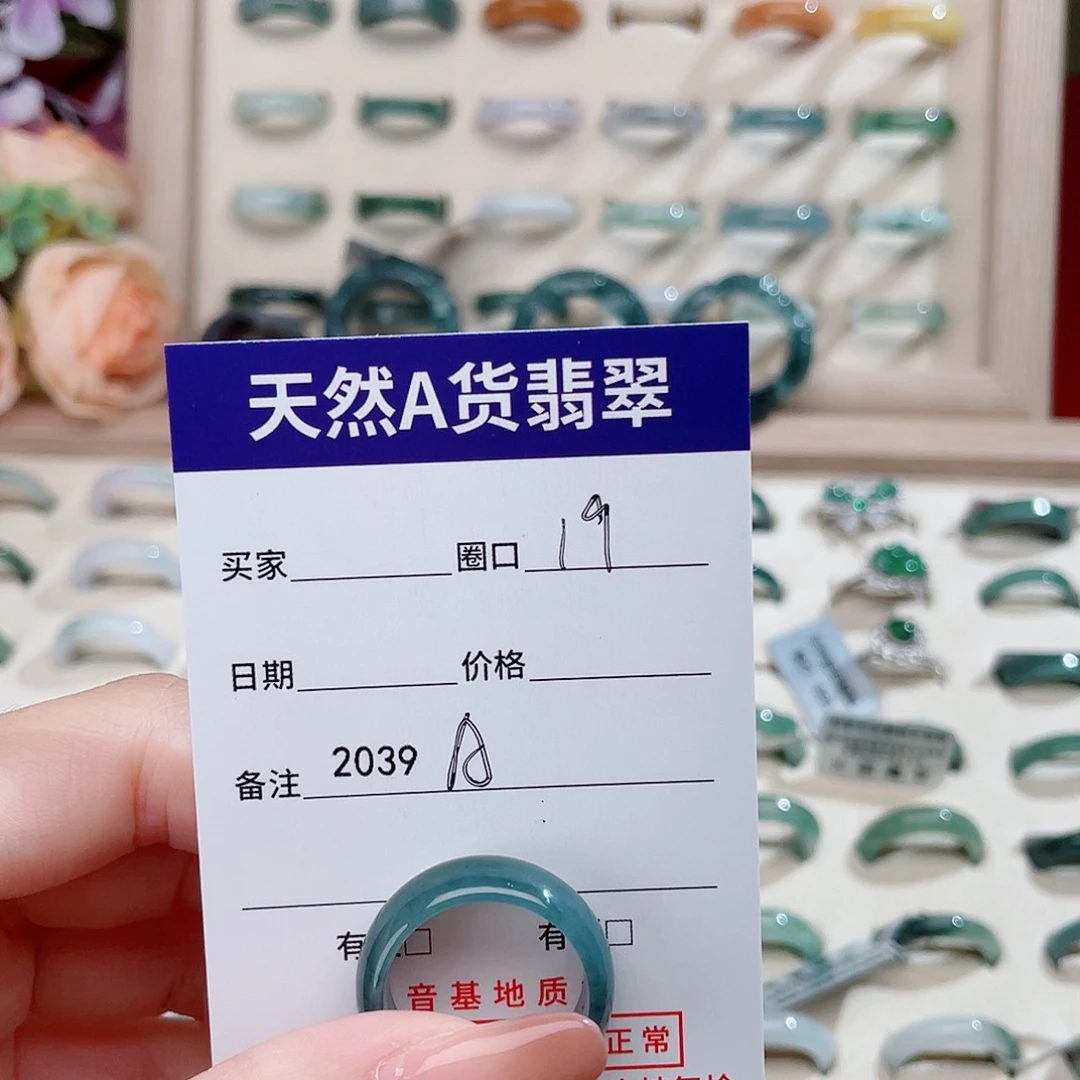 天然A货翡翠
买家 圈口 19
日期 价格
备注 2039
有 有
音基地质
正常